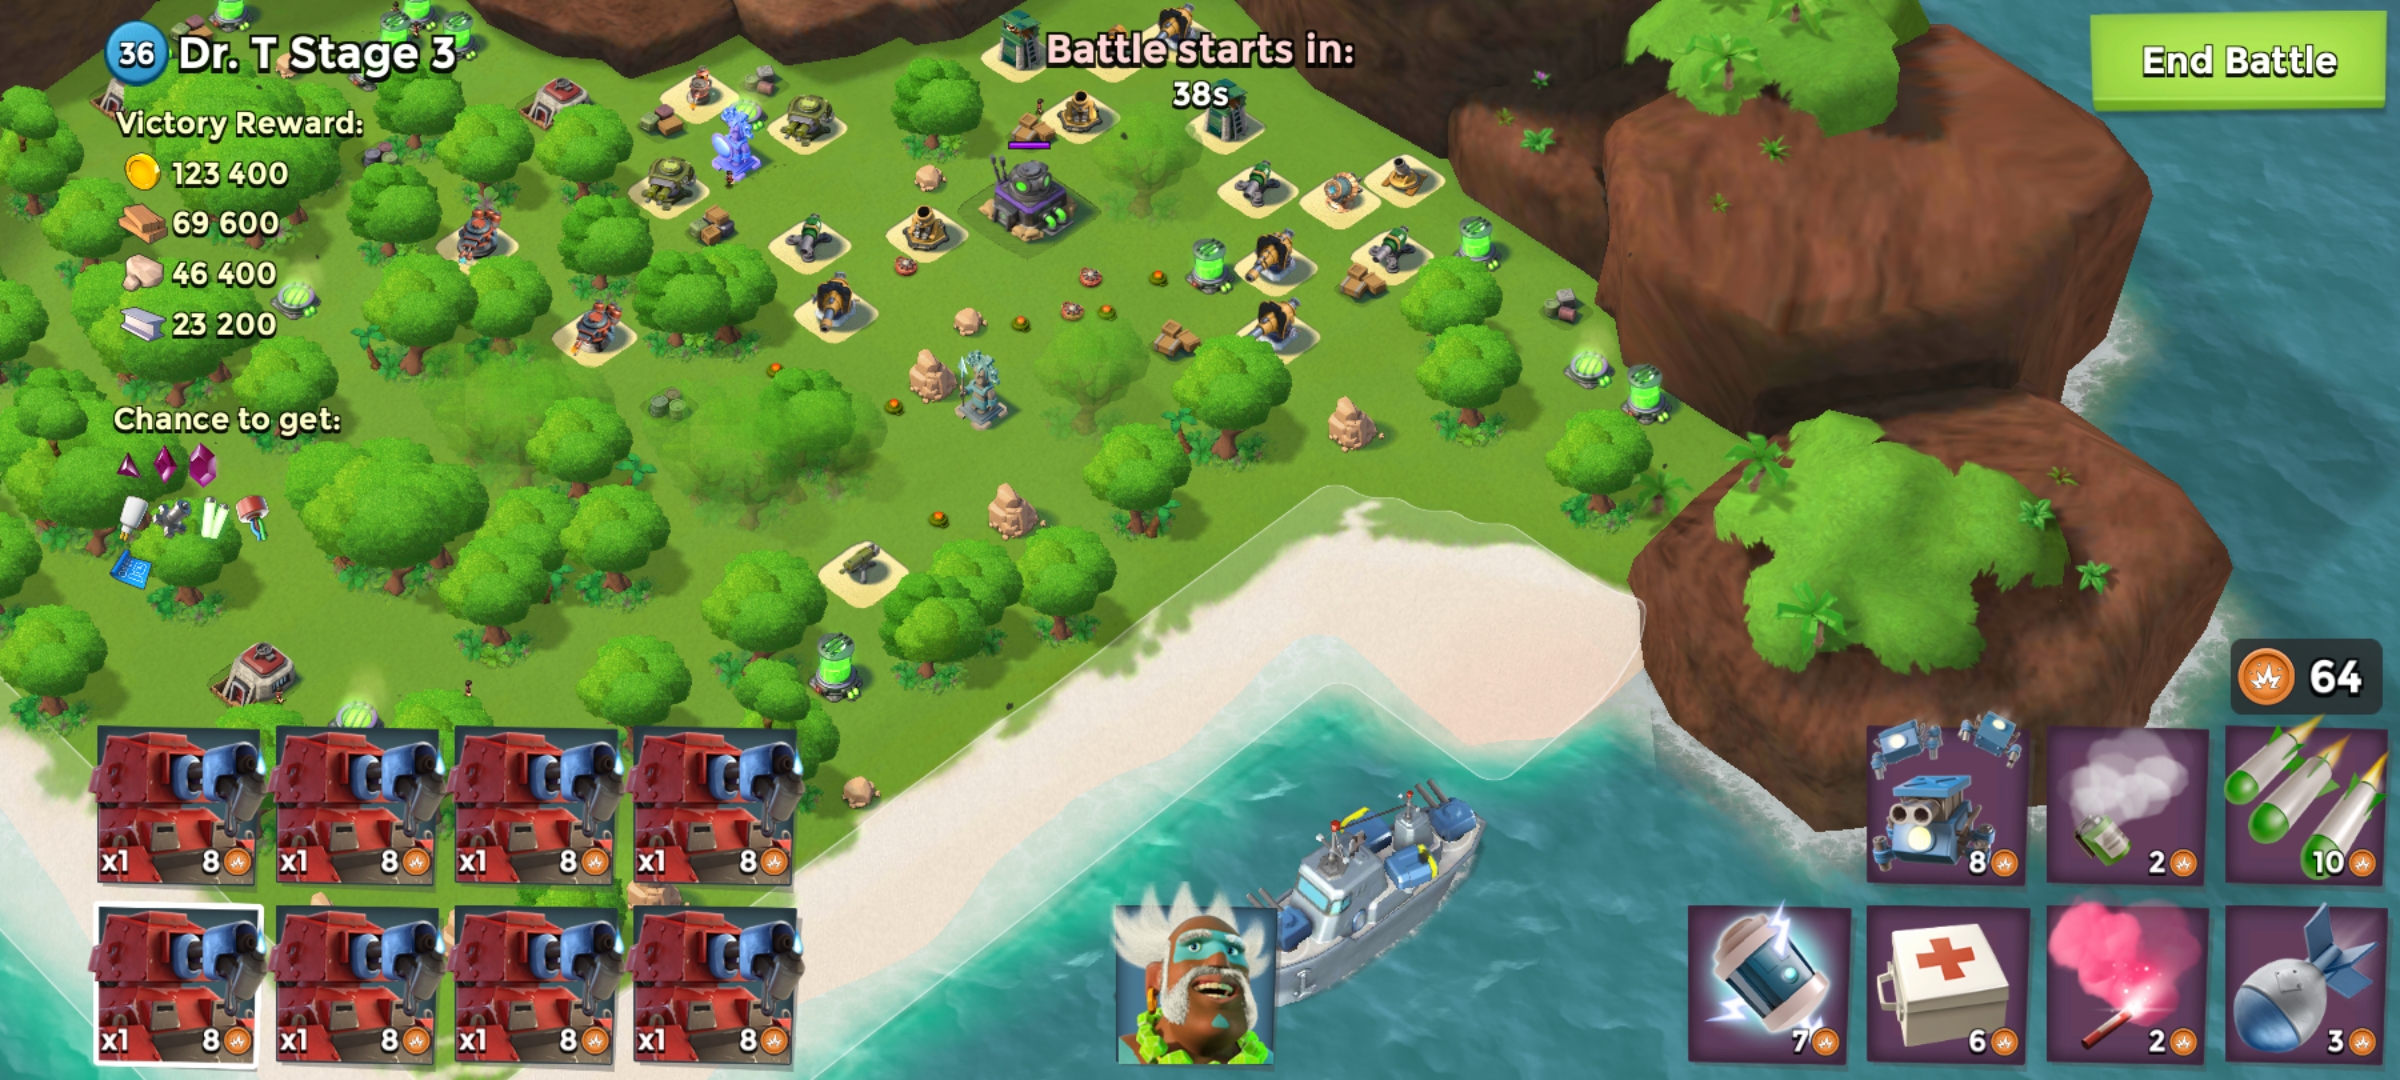 36 Dr. T Stage 3
Battle starts in:
38s
End Battle
Victory Reward:
123 400
69 600
46 400
23 200
Chance to get:
64
x1 8 x1 8 x1 8 x1 8
8 2 10
x1 8 x1 8 x1 8 x1 8
7 6 2 3